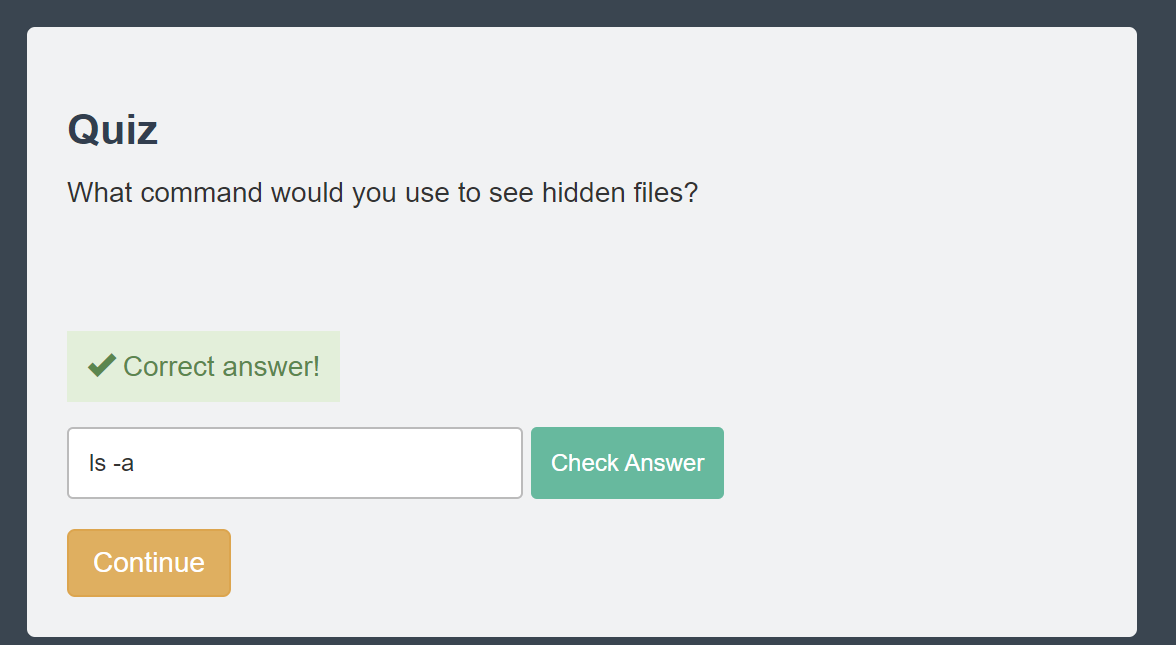 Quiz
What command would you use to see hidden files?
Correct answer!
ls -a
Check Answer
Continue